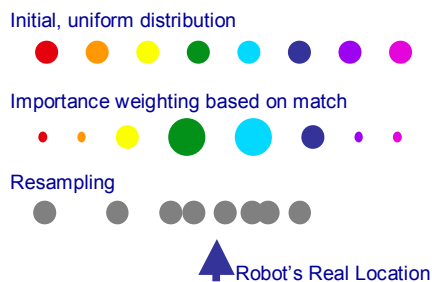 Initial, uniform distribution
Importance weighting based on match
Resampling
Robot's Real Location